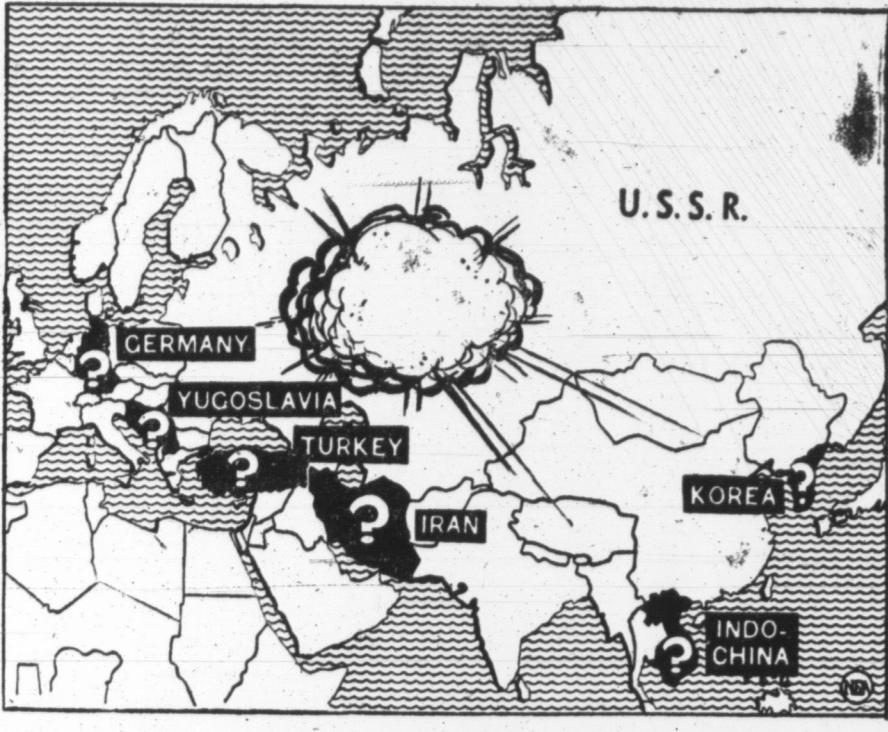 U.S.S.R.
GERMANY
?
YUGOSLAVIA
?
TURKEY
?
IRAN
?
KOREA
?
INDO-
CHINA
?
NEA